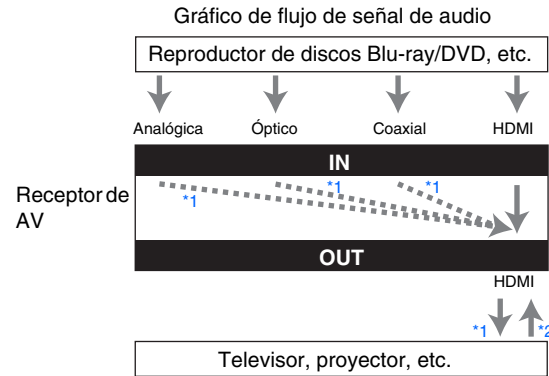 Gráfico de flujo de señal de audio
Reproductor de discos Blu-ray/DVD, etc.
Analógica Óptico Coaxial HDMI
IN
*1 *1 *1
Receptor de
AV
OUT
HDMI
*1 *2
Televisor, proyector, etc.